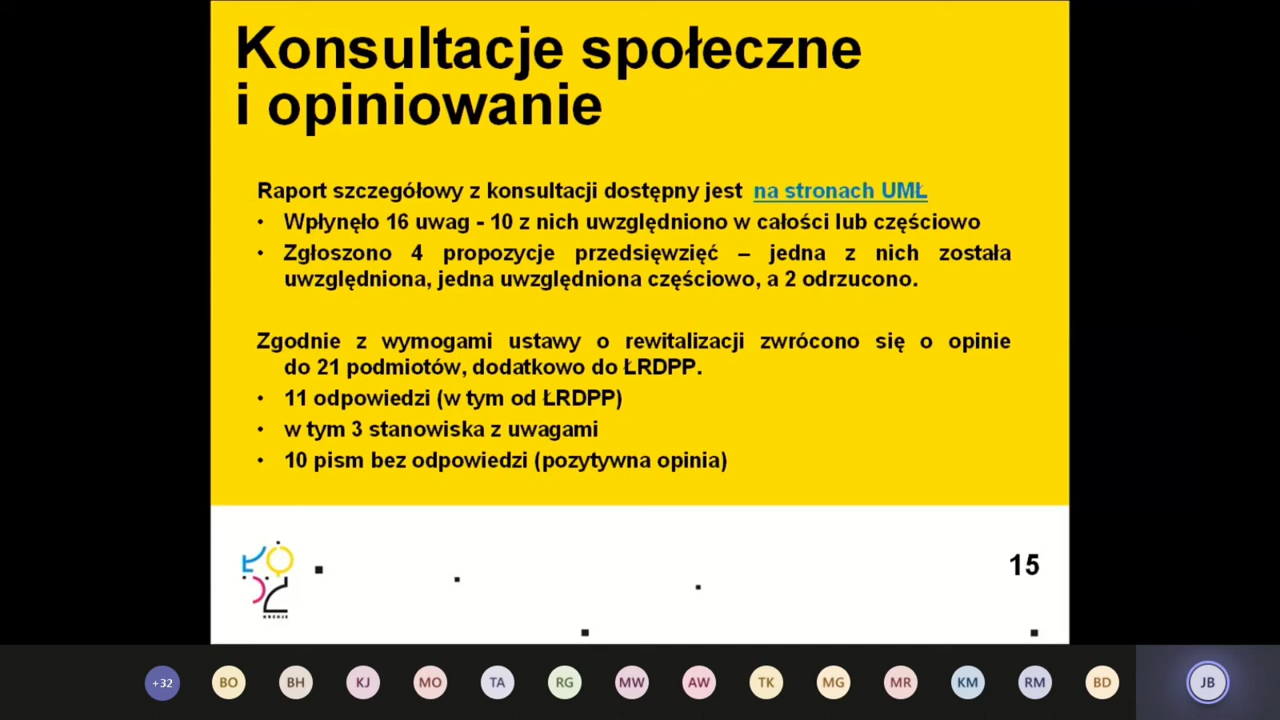 Konsultacje społeczne
i opiniowanie
Raport szczegółowy z konsultacji dostępny jest na stronach UMŁ
• Wpłynęło 16 uwag - 10 z nich uwzględniono w całości lub częściowo
• Zgłoszono 4 propozycje przedsięwzięć – jedna z nich została
uwzględniona, jedna uwzględniona częściowo, a 2 odrzucono.
Zgodnie z wymogami ustawy o rewitalizacji zwrócono się o opinie
do 21 podmiotów, dodatkowo do ŁRDPP.
• 11 odpowiedzi (w tym od ŁRDPP)
• w tym 3 stanowiska z uwagami
• 10 pism bez odpowiedzi (pozytywna opinia)
KREUJE
15
+32 BO BH KJ MO TA RG MW AW TK MG MR KM RM BD JB